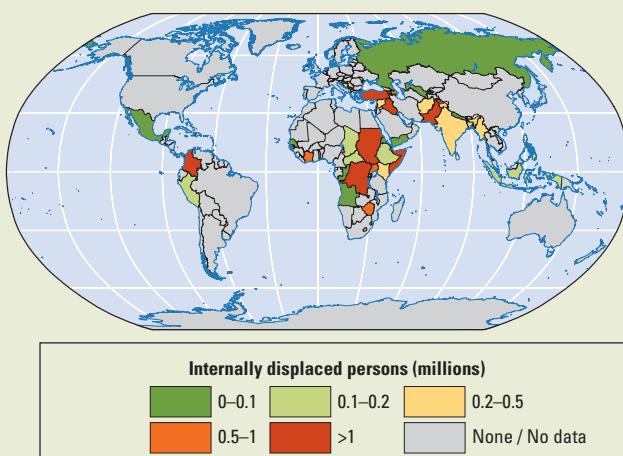 Internally displaced persons (millions)
0–0.1 0.1–0.2 0.2–0.5
0.5–1 >1 None / No data